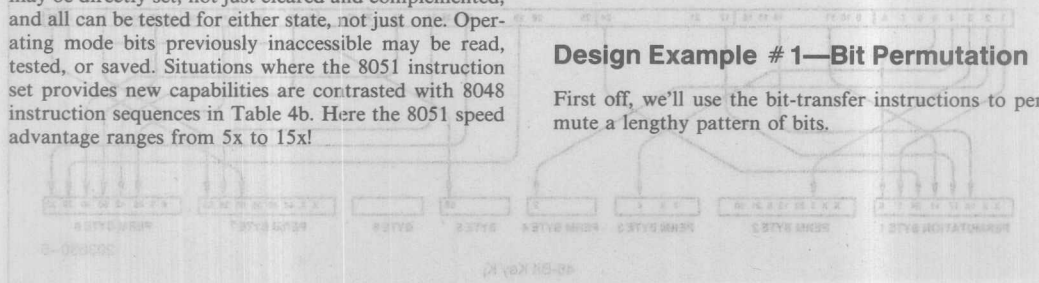 may be directly set, not just cleared and complemented,
and all can be tested for either state, not just one. Oper-
ating mode bits previously inaccessible may be read,
tested, or saved. Situations where the 8051 instruction
set provides new capabilities are contrasted with 8048
instruction sequences in Table 4b. Here the 8051 speed
advantage ranges from 5x to 15x!
Design Example #1—Bit Permutation
First off, we'll use the bit-transfer instructions to per-
mute a lengthy pattern of bits.